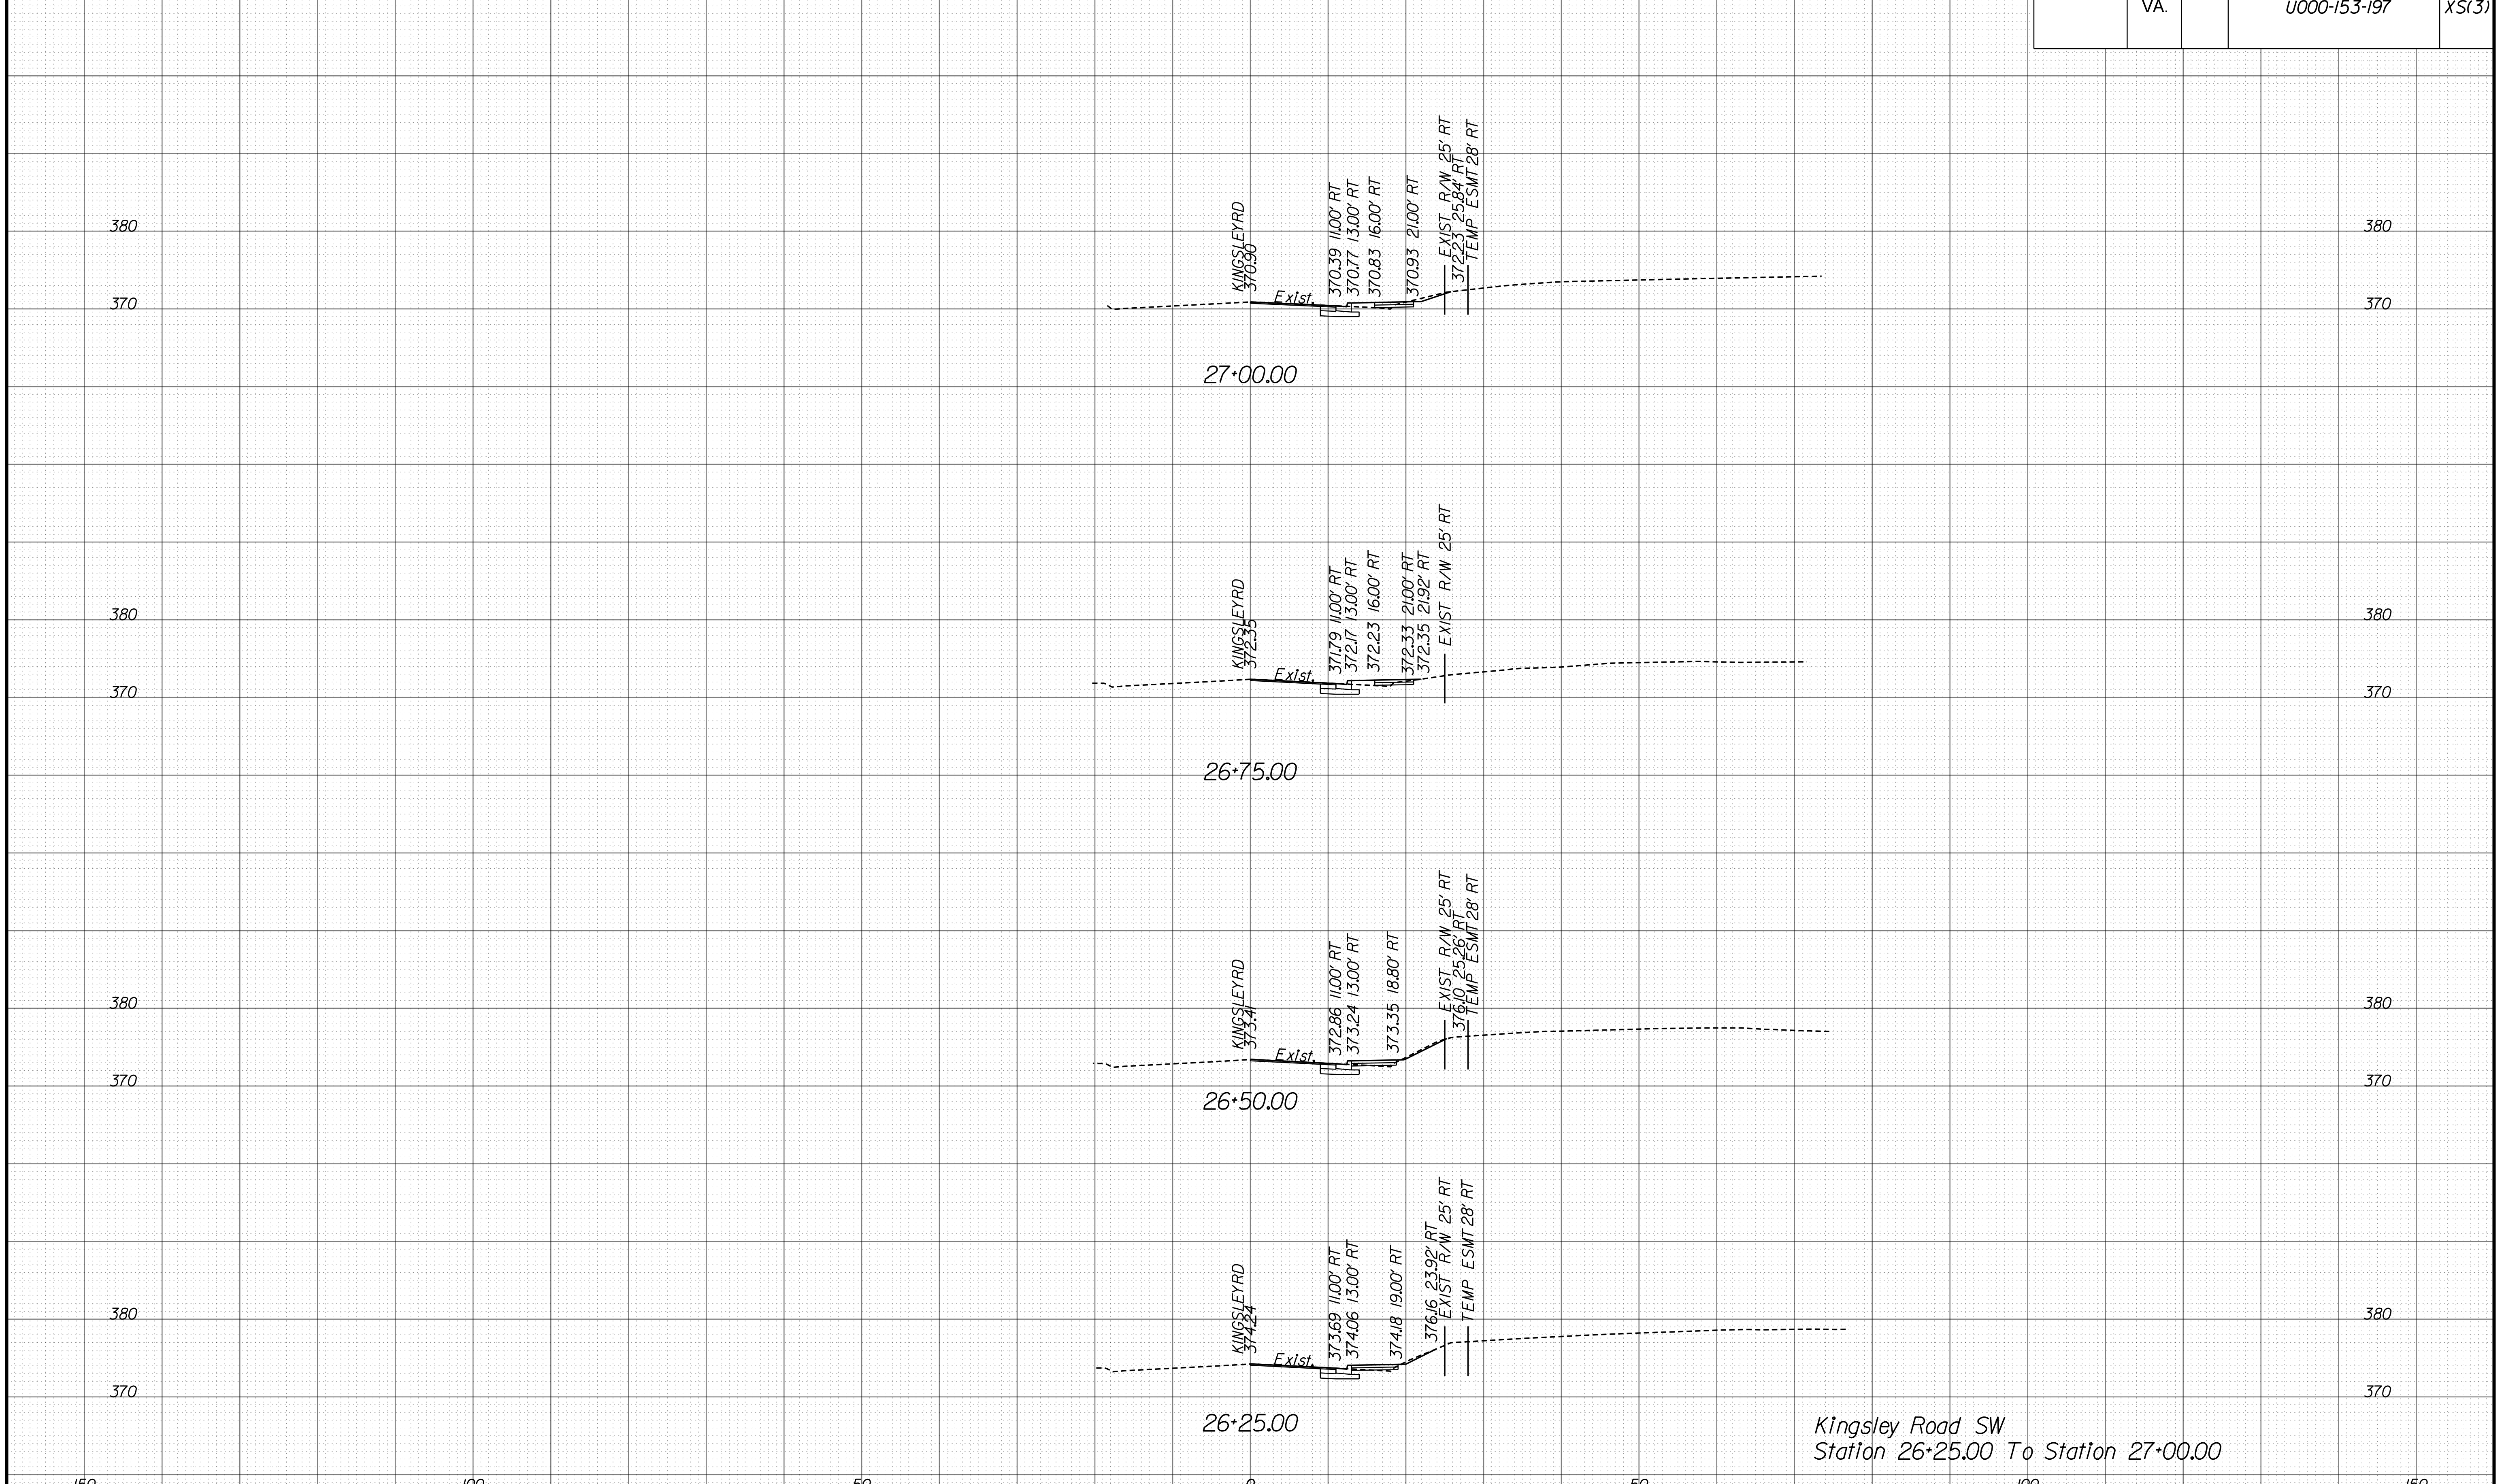 VA. U000-153-197 XS(3)
EXIST R/W 25' RT
372.23 25.84' RT
TEMP ESMT 28' RT
KINGSLEYRD
370.90
370.39 11.00' RT
370.77 13.00' RT
370.83 16.00' RT
370.93 21.00' RT
380 380
Exist.
370 370
27+00.00
EXIST R/W 25' RT
KINGSLEYRD
372.35
371.79 11.00' RT
372.17 13.00' RT
372.23 16.00' RT
372.33 21.00' RT
372.35 21.92' RT
380 380
Exist.
370 370
26+75.00
EXIST R/W 25' RT
376.10 25.26' RT
TEMP ESMT 28' RT
KINGSLEYRD
373.41
372.86 11.00' RT
373.24 13.00' RT
373.35 18.80' RT
380 380
Exist.
370 370
26+50.00
376.16 23.92' RT
EXIST R/W 25' RT
TEMP ESMT 28' RT
KINGSLEYRD
374.24
373.69 11.00' RT
374.06 13.00' RT
374.18 19.00' RT
380 380
Exist.
370 370
26+25.00
Kingsley Road SW
Station 26+25.00 To Station 27+00.00